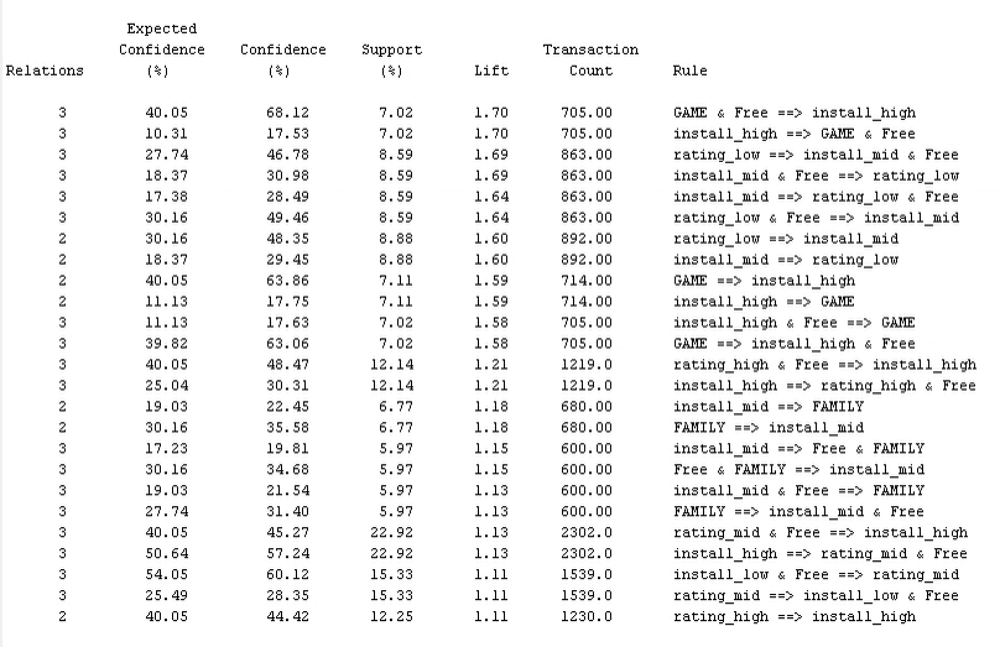 Expected
Confidence Confidence Support Transaction
Relations (%) (%) (%) Lift Count Rule
3 40.05 68.12 7.02 1.70 705.00 GAME & Free ==> install_high
3 10.31 17.53 7.02 1.70 705.00 install_high ==> GAME & Free
3 27.74 46.78 8.59 1.69 863.00 rating_low ==> install_mid & Free
3 18.37 30.98 8.59 1.69 863.00 install_mid & Free ==> rating_low
3 17.38 28.49 8.59 1.64 863.00 install_mid ==> rating_low & Free
3 30.16 49.46 8.59 1.64 863.00 rating_low & Free ==> install_mid
2 30.16 48.35 8.88 1.60 892.00 rating_low ==> install_mid
2 18.37 29.45 8.88 1.60 892.00 install_mid ==> rating_low
2 40.05 63.86 7.11 1.59 714.00 GAME ==> install_high
2 11.13 17.75 7.11 1.59 714.00 install_high ==> GAME
3 11.13 17.63 7.02 1.58 705.00 install_high & Free ==> GAME
3 39.82 63.06 7.02 1.58 705.00 GAME ==> install_high & Free
3 40.05 48.47 12.14 1.21 1219.0 rating_high & Free ==> install_high
3 25.04 30.31 12.14 1.21 1219.0 install_high ==> rating_high & Free
2 19.03 22.45 6.77 1.18 680.00 install_mid ==> FAMILY
2 30.16 35.58 6.77 1.18 680.00 FAMILY ==> install_mid
3 17.23 19.81 5.97 1.15 600.00 install_mid ==> Free & FAMILY
3 30.16 34.68 5.97 1.15 600.00 Free & FAMILY ==> install_mid
3 19.03 21.54 5.97 1.13 600.00 install_mid & Free ==> FAMILY
3 27.74 31.40 5.97 1.13 600.00 FAMILY ==> install_mid & Free
3 40.05 45.27 22.92 1.13 2302.0 rating_mid & Free ==> install_high
3 50.64 57.24 22.92 1.13 2302.0 install_high ==> rating_mid & Free
3 54.05 60.12 15.33 1.11 1539.0 install_low & Free ==> rating_mid
3 25.49 28.35 15.33 1.11 1539.0 rating_mid ==> install_low & Free
2 40.05 44.42 12.25 1.11 1230.0 rating_high ==> install_high